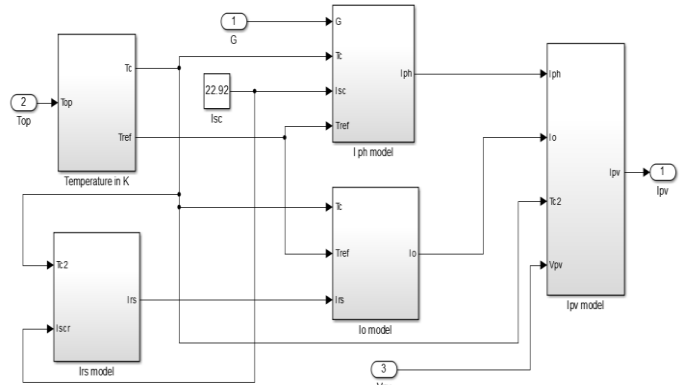 1
G
2
Top
Top
Tc
Tref
Temperature in K
22.92
Isc
G
Tc
Isc
Tref
Iph
I ph model
Tc
Tref
Irs
Io
Io model
Tc2
Iscr
Irs
Irs model
Iph
Io
Tc2
Vpv
Ipv
Ipv model
1
Ipv
3